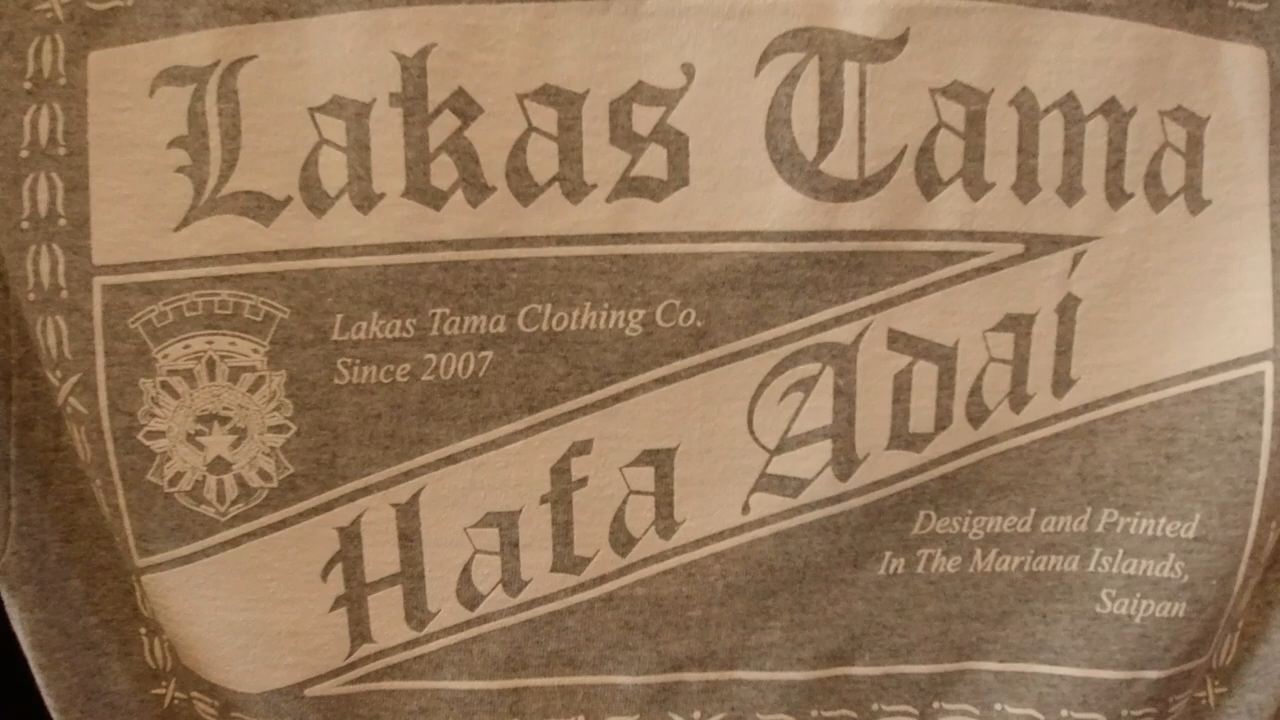 Lakas Tama
Lakas Tama Clothing Co.
Since 2007
Hafa Adai
Designed and Printed
In The Mariana Islands,
Saipan